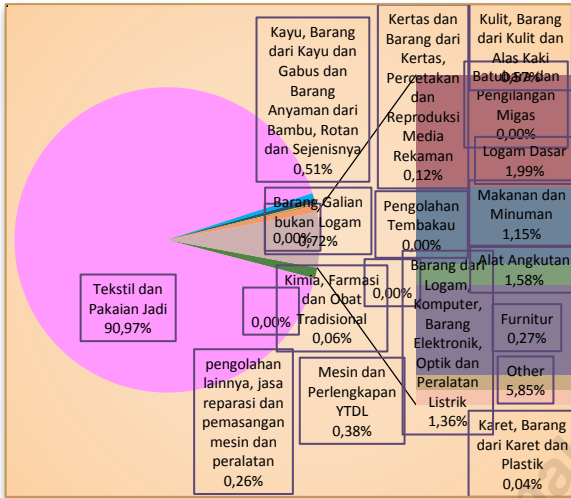 Kayu, Barang
dari Kayu dan
Gabus dan
Barang
Anyaman dari
Bambu, Rotan
dan Sejenisnya
0,51%
Kertas dan
Barang dari
Kertas,
Percetakan
dan
Reproduksi
Media
Rekaman
0,12%
Kulit, Barang
dari Kulit dan
Alas Kaki
0,57%
Batubara dan
Pengilangan
Migas
0,00%
Logam Dasar
1,99%
Barang Galian
bukan Logam
0,72%
0,00%
Pengolahan
Tembakau
0,00%
Makanan dan
Minuman
1,15%
Alat Angkutan
1,58%
Tekstil dan
Pakaian Jadi
90,97%
0,00%
Kimia, Farmasi
dan Obat
Tradisional
0,06%
0,00%
Barang dari
Logam,
Komputer,
Barang
Elektronik,
Optik dan
Peralatan
Listrik
1,36%
Furnitur
0,27%
Other
5,85%
pengolahan
lainnya, jasa
reparasi dan
pemasangan
mesin dan
peralatan
0,26%
Mesin dan
Perlengkapan
YTDL
0,38%
Karet, Barang
dari Karet dan
Plastik
0,04%